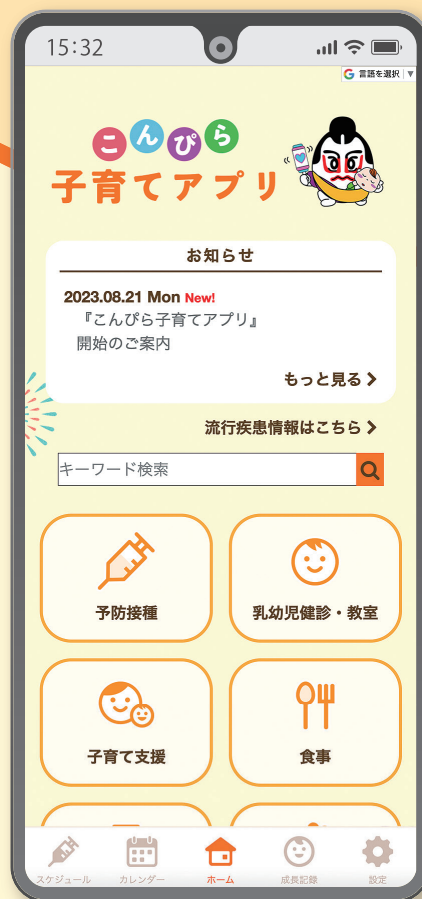 15:32
G 言語を選択 ▼
こんぴら
子育てアプリ
お知らせ
2023.08.21 Mon New!
『こんぴら子育てアプリ』
開始のご案内
もっと見る
流行疾患情報はこちら
キーワード検索
予防接種
乳幼児健診・教室
子育て支援
食事
スケジュール
カレンダー
ホーム
成長記録
設定